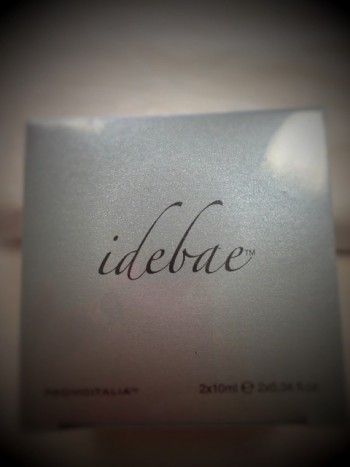 idebae™
2x10ml ℮ 2x0.34 fl.oz